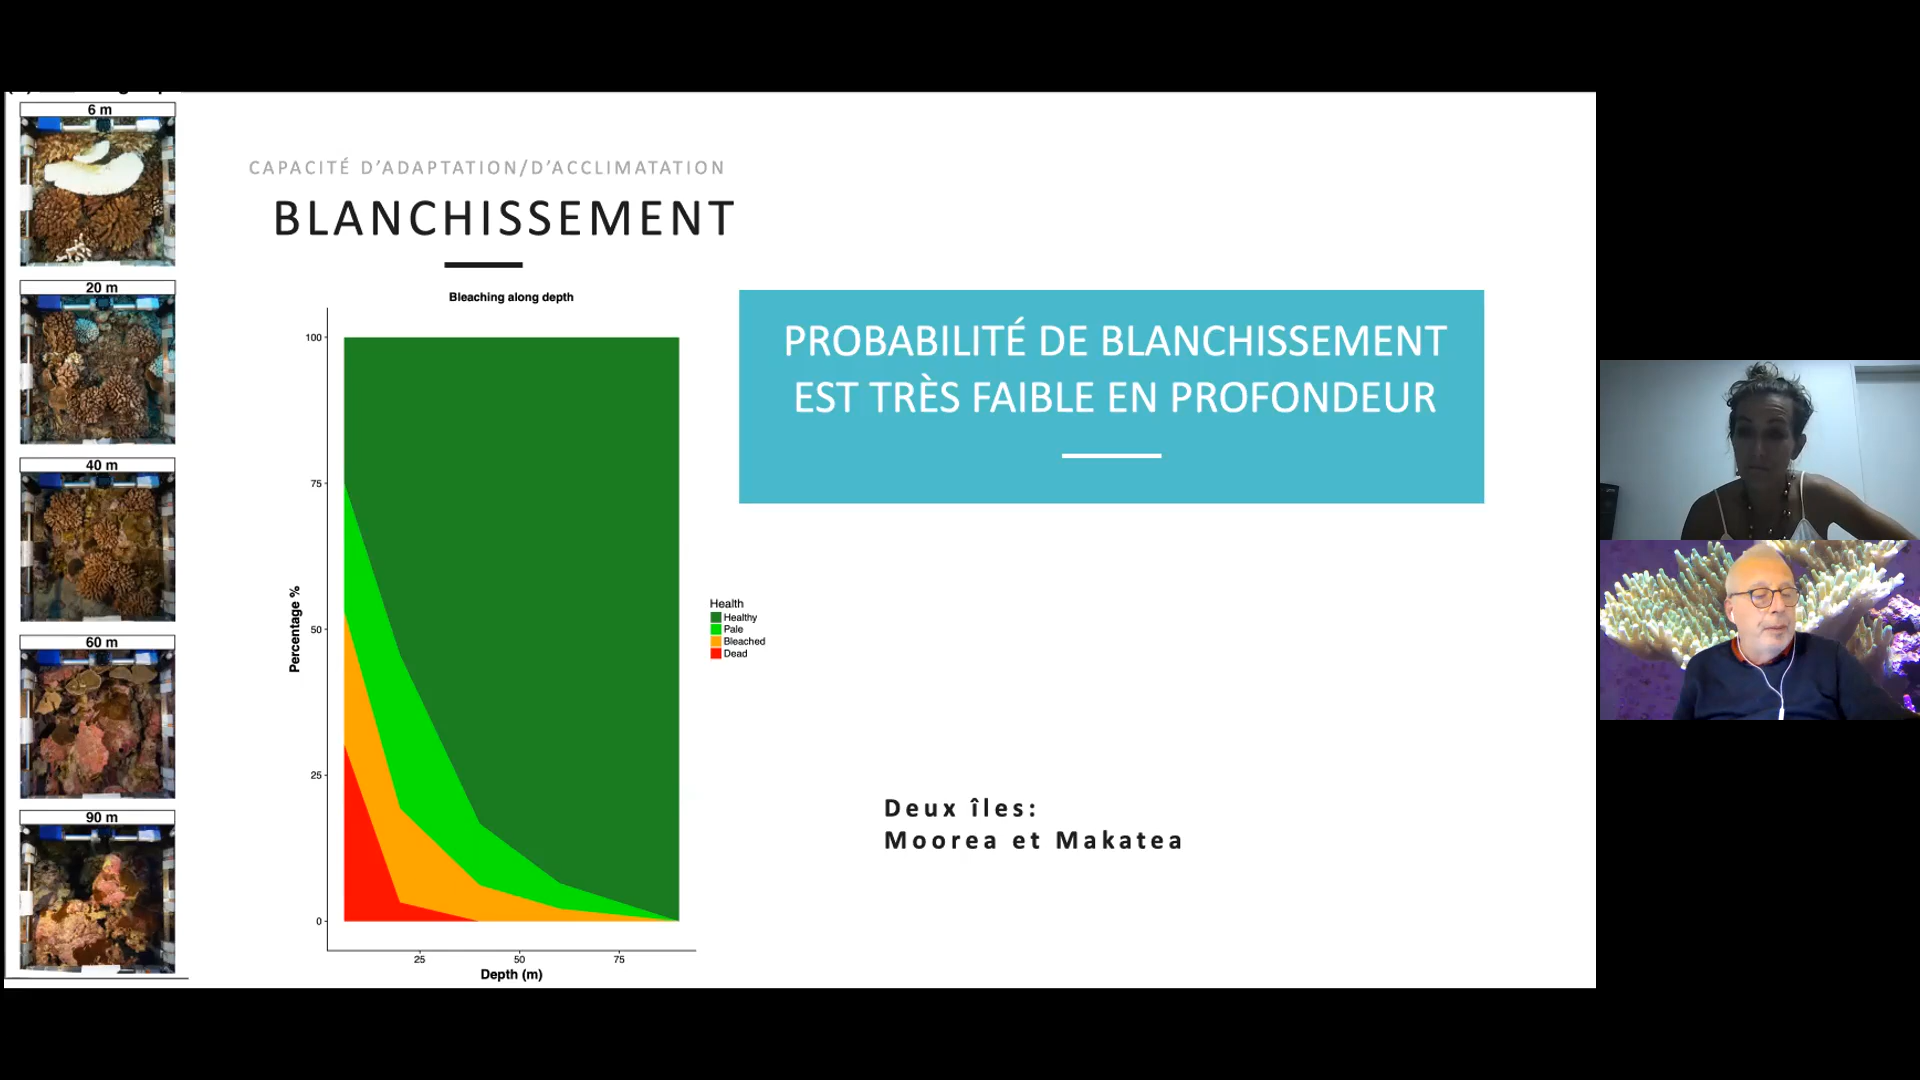 6 m
20 m
40 m
60 m
90 m
CAPACITÉ D’ADAPTATION/D’ACCLIMATATION
BLANCHISSEMENT
Bleaching along depth
100
75
50
25
0
Percentage %
25
50
75
Depth (m)
Health
Healthy
Pale
Bleached
Dead
PROBABILITÉ DE BLANCHISSEMENT
EST TRÈS FAIBLE EN PROFONDEUR
Deux îles:
Moorea et Makatea